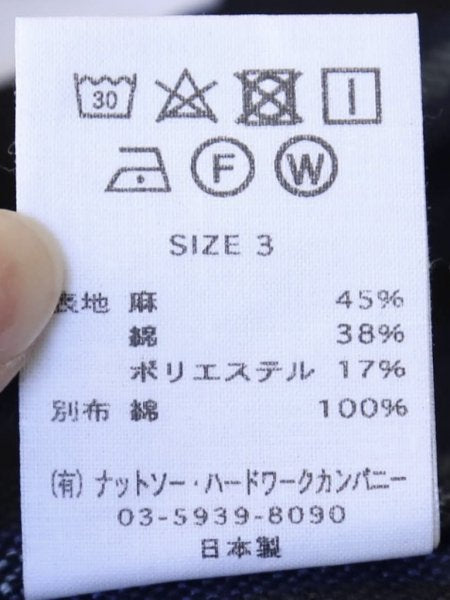 30
F W
SIZE 3
表地 麻 45%
綿 38%
ポリエステル 17%
別布 綿 100%
(有) ナットソー・ハードワークカンパニー
03-5939-8090
日本製